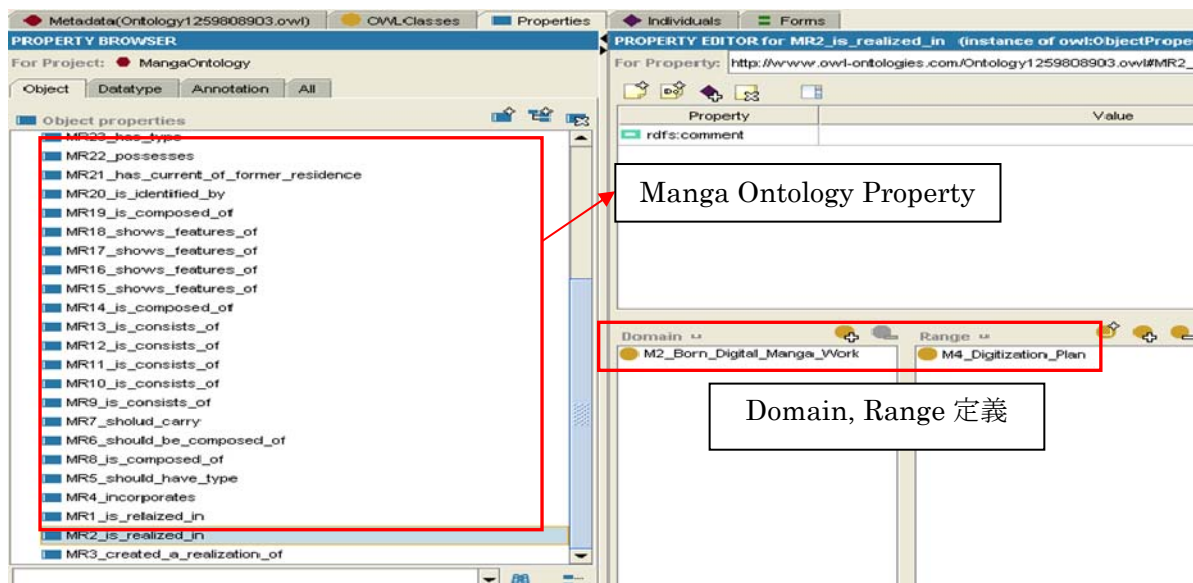 Metadata(Ontology1259808903.owl) OWLClasses Properties Individuals Forms
PROPERTY BROWSER
For Project: MangaOntology
Object Datatype Annotation All
Object properties
MR23_has_type
MR22_possesses
MR21_has_current_of_former_residence
MR20_is_identified_by
MR19_is_composed_of
MR18_shows_features_of
MR17_shows_features_of
MR16_shows_features_of
MR15_shows_features_of
MR14_is_composed_of
MR13_is_consists_of
MR12_is_consists_of
MR11_is_consists_of
MR10_is_consists_of
MR9_is_consists_of
MR7_sholud_carry
MR6_should_be_composed_of
MR8_is_composed_of
MR5_should_have_type
MR4_incorporates
MR1_is_relaized_in
MR2_is_realized_in
MR3_created_a_realization_of
PROPERTY EDITOR for MR2_is_realized_in (instance of owl:ObjectPrope
For Property: http://www.owl-ontologies.com/Ontology1259808903.owl#MR2_
Property Value
rdfs:comment
Manga Ontology Property
Domain Range
M2_Born_Digital_Manga_Work M4_Digitization_Plan
Domain, Range 定義